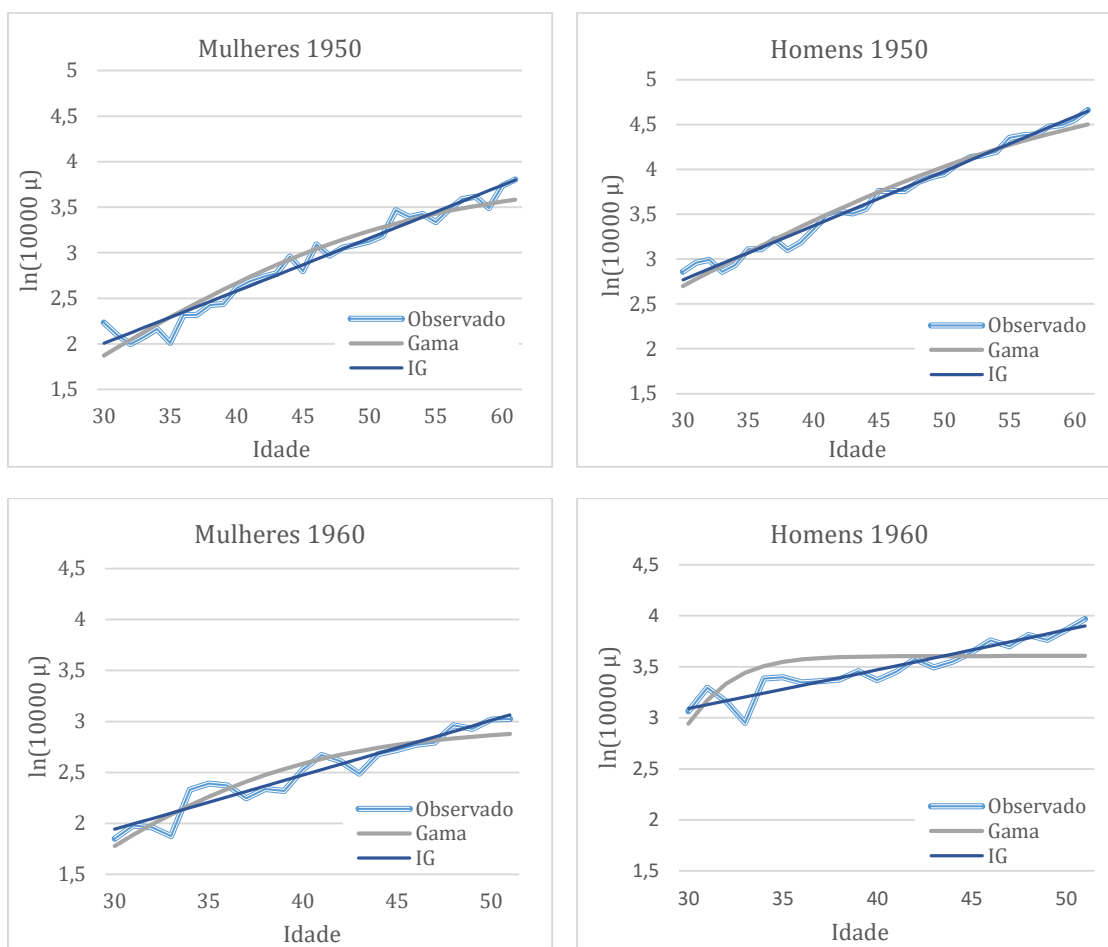 Mulheres 1950
5
4,5
4
3,5
3
2,5
2
1,5
ln(10000 μ)
Observado
Gama
IG
30 35 40 45 50 55 60
Idade
Homens 1950
5
4,5
4
3,5
3
2,5
2
1,5
ln(10000 μ)
Observado
Gama
IG
30 35 40 45 50 55 60
Idade
Mulheres 1960
4,5
4
3,5
3
2,5
2
1,5
ln(10000 μ)
Observado
Gama
IG
30 35 40 45 50
Idade
Homens 1960
4,5
4
3,5
3
2,5
2
1,5
ln(10000 μ)
Observado
Gama
IG
30 35 40 45 50
Idade